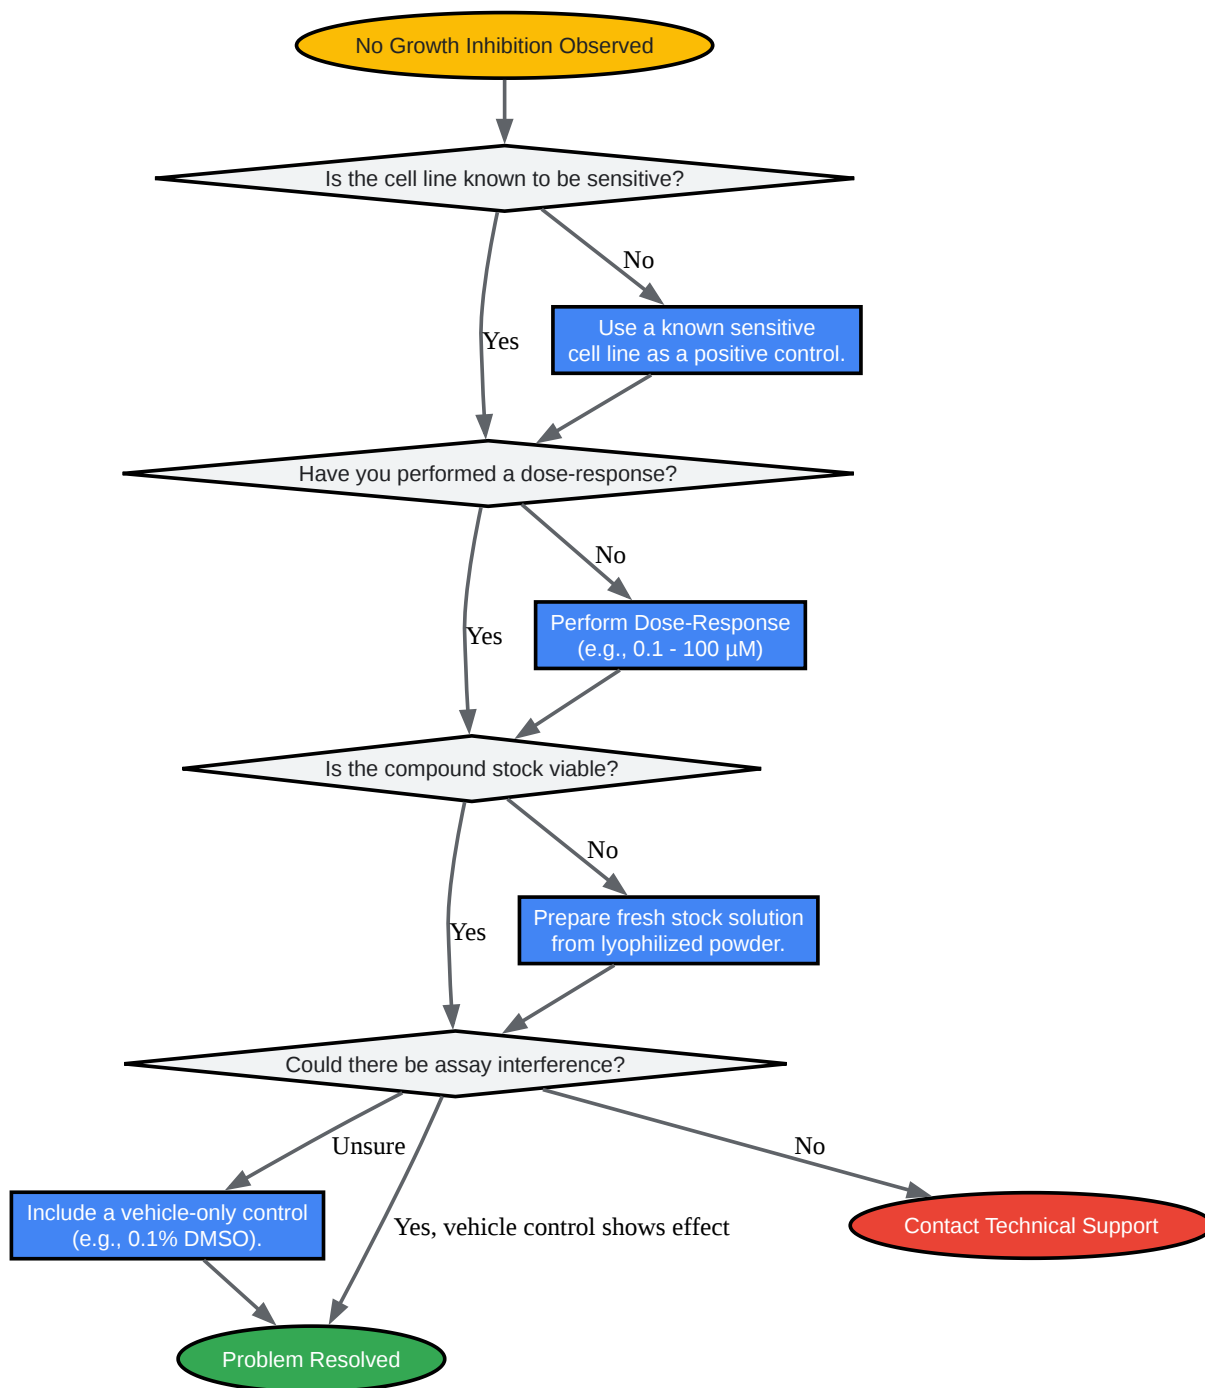 No Growth Inhibition Observed
Is the cell line known to be sensitive?
No
Use a known sensitive
cell line as a positive control.
Yes
Have you performed a dose-response?
No
Perform Dose-Response
(e.g., 0.1 - 100 µM)
Yes
Is the compound stock viable?
No
Prepare fresh stock solution
from lyophilized powder.
Yes
Could there be assay interference?
Unsure
No
Include a vehicle-only control
(e.g., 0.1% DMSO).
Yes, vehicle control shows effect
Contact Technical Support
Problem Resolved